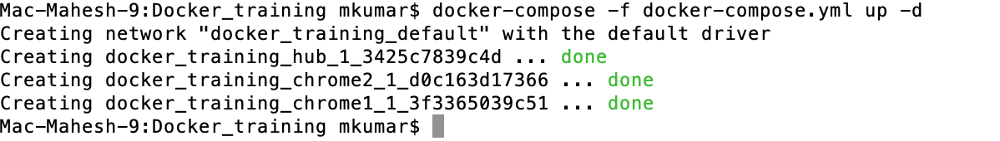 Mac-Mahesh-9:Docker_training mkumar$ docker-compose -f docker-compose.yml up -d
Creating network "docker_training_default" with the default driver
Creating docker_training_hub_1_3425c7839c4d ... done
Creating docker_training_chrome2_1_d0c163d17366 ... done
Creating docker_training_chrome1_1_3f3365039c51 ... done
Mac-Mahesh-9:Docker_training mkumar$